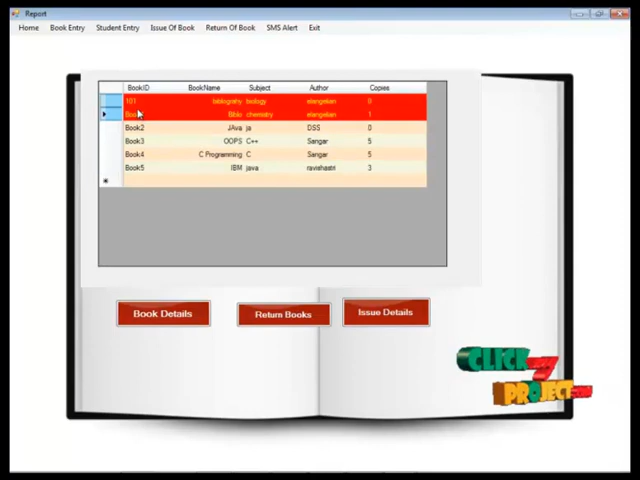 Report
Home Book Entry Student Entry Issue Of Book Return Of Book SMS Alert Exit
BookID BookName Subject Author Copies
101 biology elangelian 0
Biblo chemistry elangelian 1
Book2 JAva ja DSS 0
Book3 OOPS C++ Sangar 5
Book4 C Programming C Sangar 5
Book5 IBM java ravishastri 3
Book Details Return Books Issue Details
CLICK
PROJECT